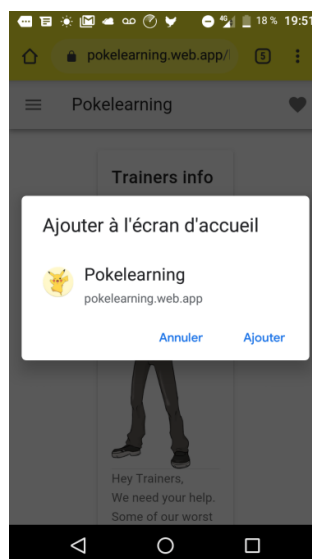 4G 18 % 19:51
pokelearning.web.app/ 5
Pokelearning
Trainers info
Ajouter à l'écran d'accueil
Pokelearning
pokelearning.web.app
Annuler Ajouter
Hey Trainers,
We need your help.
Some of our worst